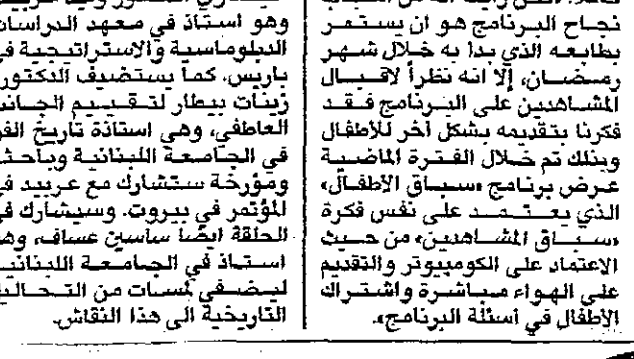 نجاح البرنامج هو ان يستمر
بطابعه الذي بدا به خلال شهر
رمضان، إلا انه نظراً لاقبال
المشاهدين على البرنامج فقد
فكرنا بتقديمه بشكل آخر للأطفال
وبذلك تم خلال الفترة الماضية
عرض برنامج «سباق الاطفال»
الذي يعتمد على نفس فكرة
«سباق المشاهدين» من حيث
الاعتماد على الكومبيوتر والتقديم
على الهواء مباشرة واشتراك
الأطفال في أسئلة البرنامج».
وهو استاذ في معهد الدراسات
الدبلوماسية والاستراتيجية في
باريس، كما يستضيف الدكتورة
زينات بيطار لتقييم الجانب
العاطفي، وهي استاذة تاريخ الفن
في الجامعة اللبنانية وباحثة
ومؤرخة ستشارك مع عربيد في
المؤتمر في بيروت. وسيشارك في
الحلقة ايضا ساسين عساف، وهو
استاذ في الجامعة اللبنانية
ليضفي لمسات من التحاليل
التاريخية الى هذا النقاش.